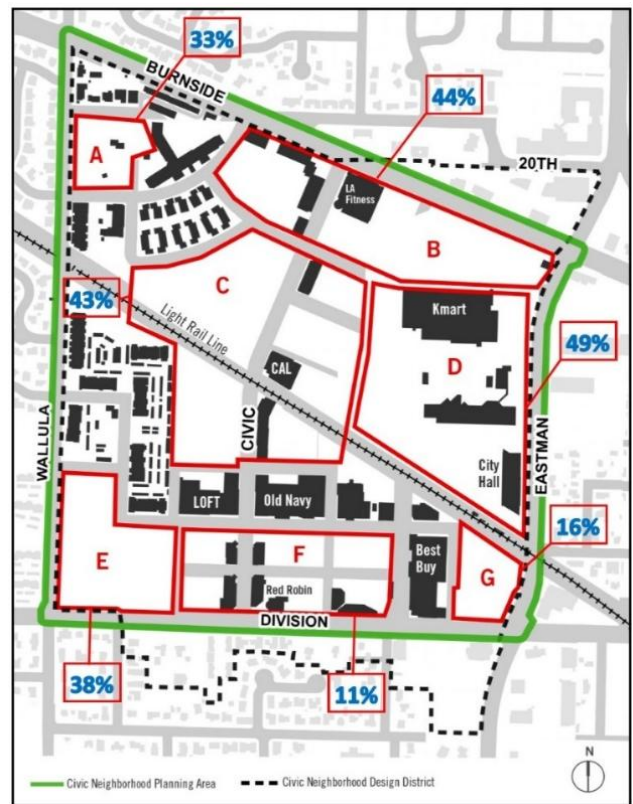 33%
BURNSIDE
44%
A
20TH
LA
Fitness
B
C
43%
Kmart
Light Rail Line
49%
D
CAL
WALLULA
CIVIC
EASTMAN
City
Hall
LOFT
Old Navy
16%
E
F
Best
Buy
G
Red Robin
DIVISION
38%
11%
N
Civic Neighborhood Planning Area
Civic Neighborhood Design District